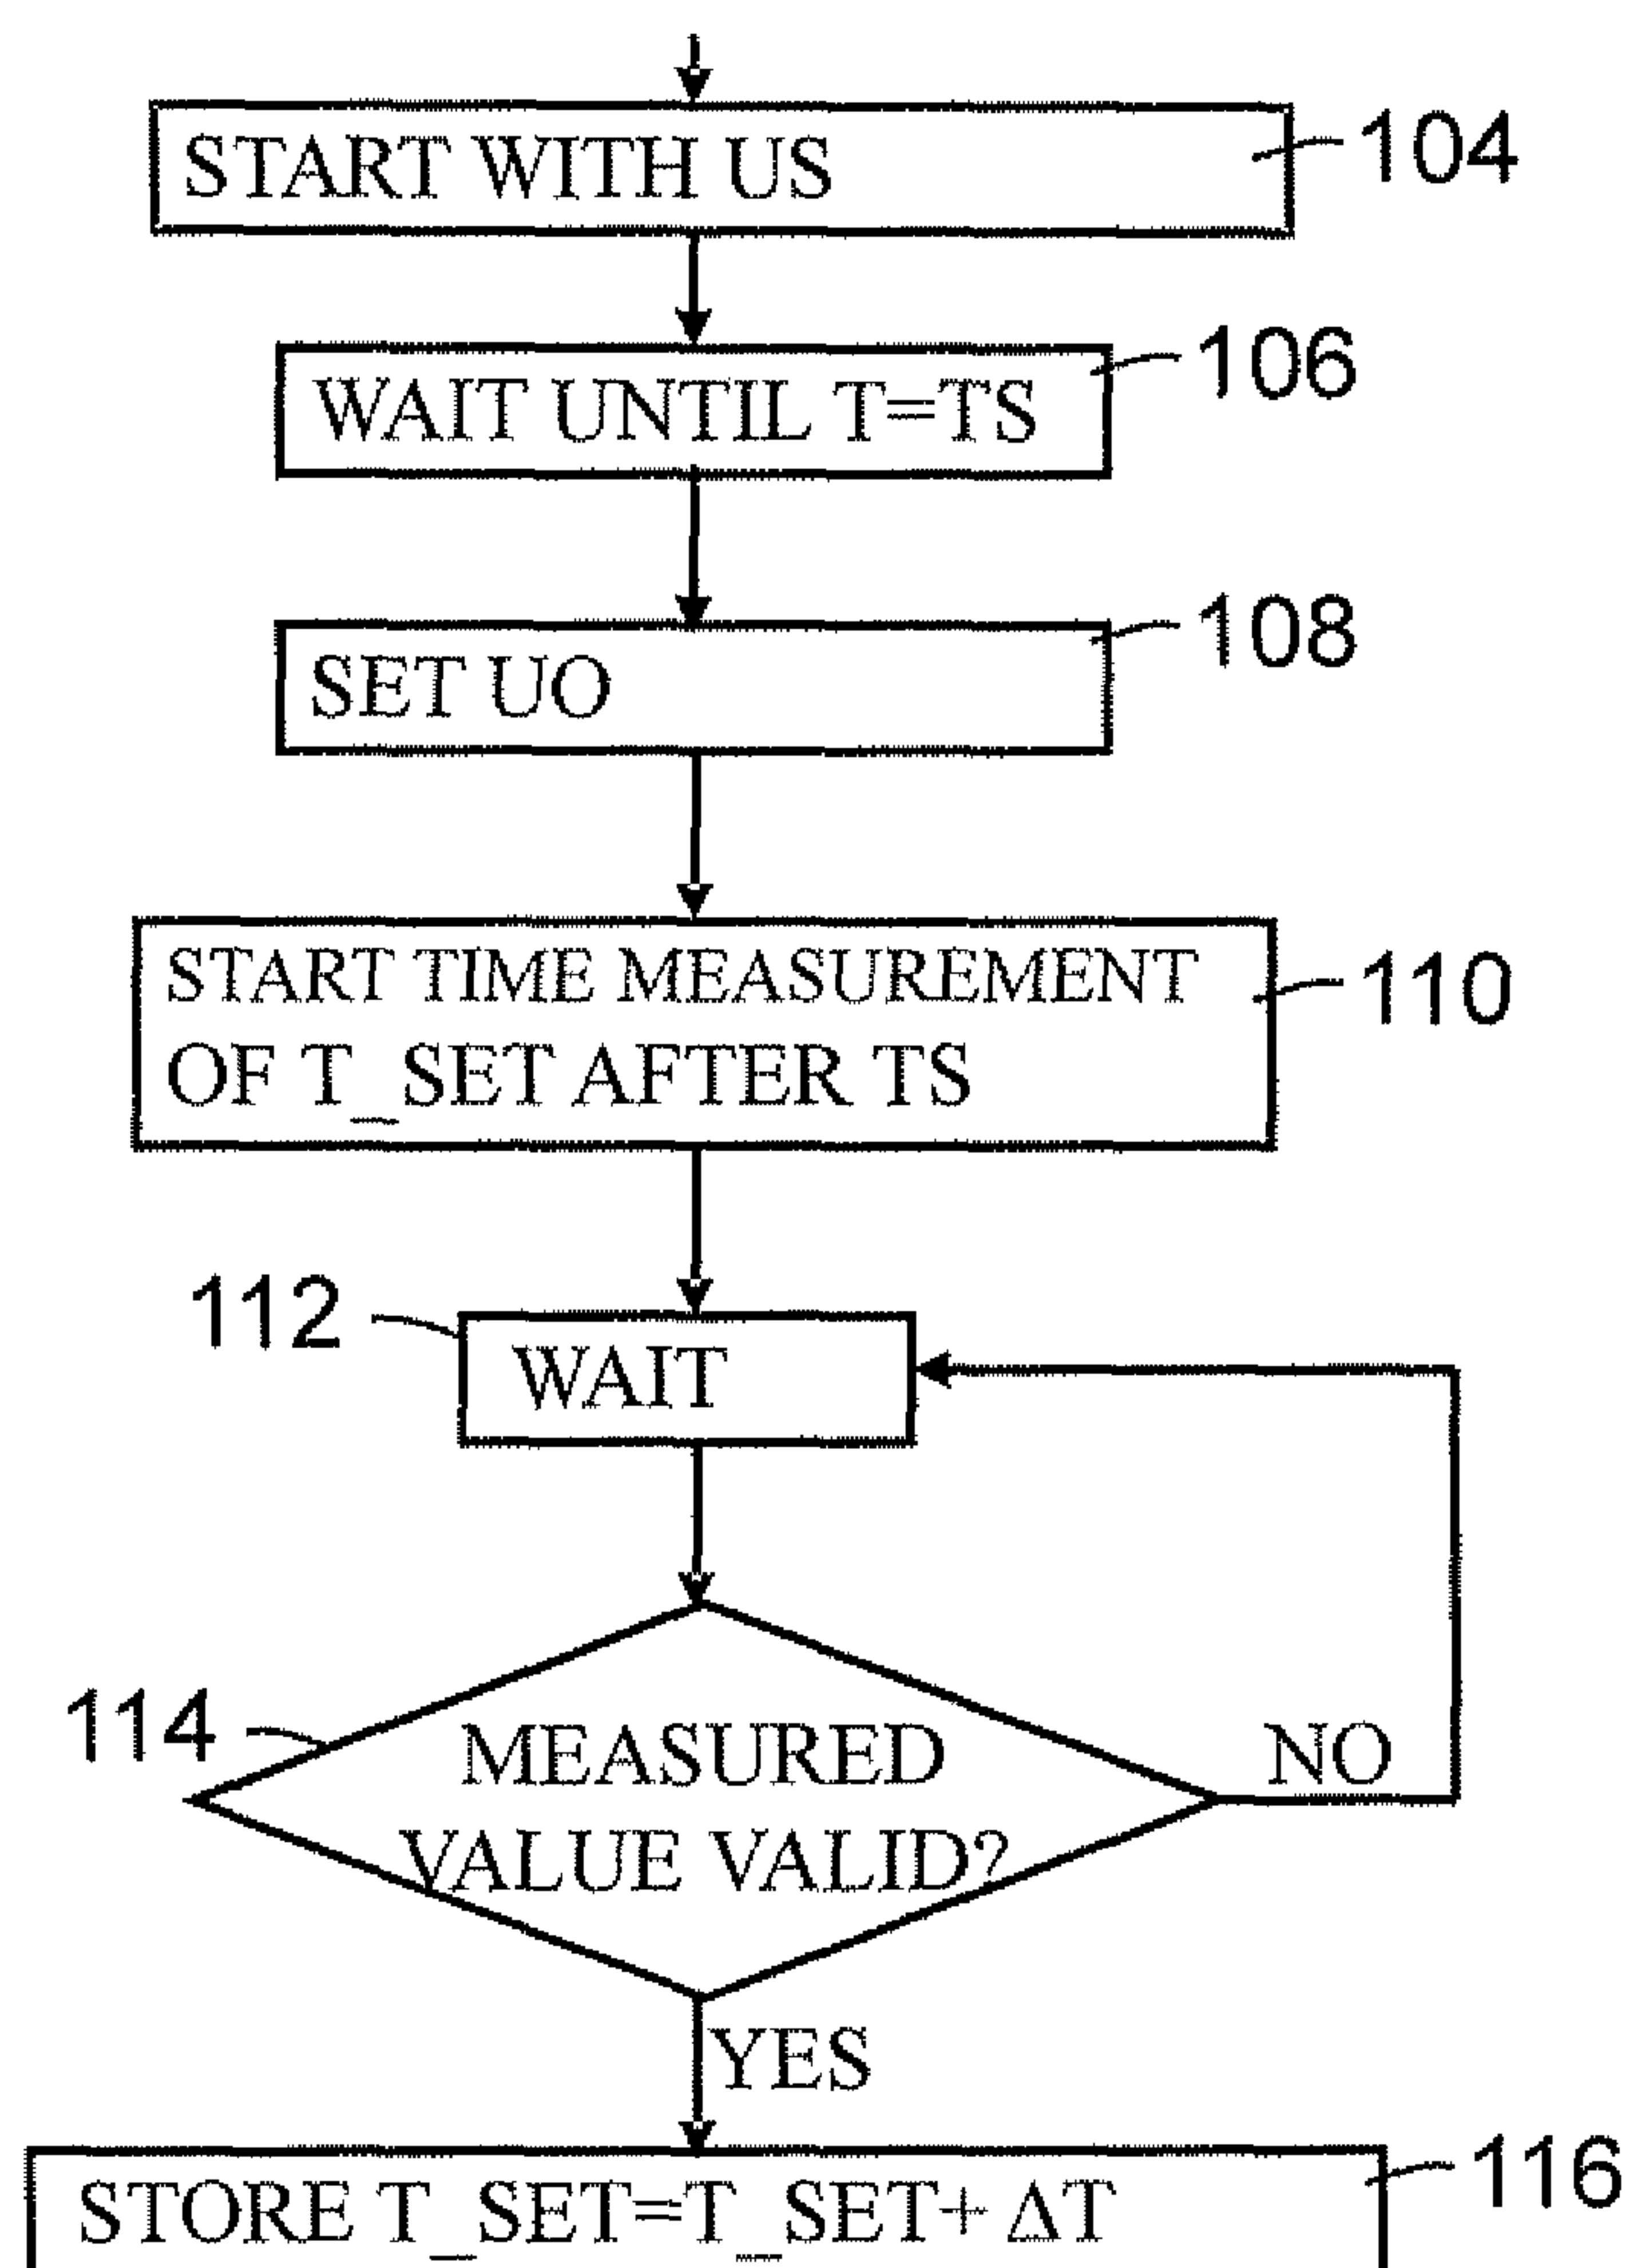 START WITH US
104
WAIT UNTIL T=TS
106
SET UO
108
START TIME MEASUREMENT
OF T_SET AFTER TS
110
112
WAIT
114
MEASURED
VALUE VALID?
NO
YES
STORE T_SET=T_SET+ ΔT
116